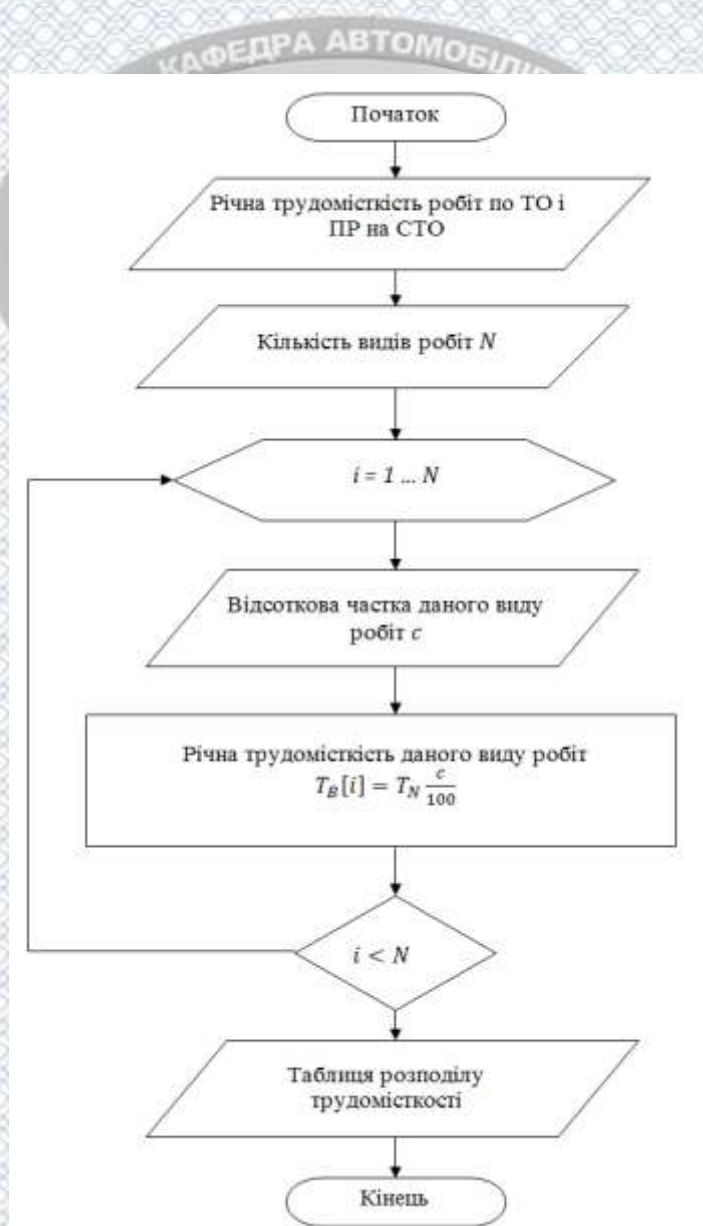 КАФЕДРА АВТОМОБІЛІВ
Початок
Річна трудомісткість робіт по ТО і
ПР на СТО
Кількість видів робіт N
i = 1 ... N
Відсоткова частка даного виду
робіт c
Річна трудомісткість даного виду робіт
T_B[i] = T_N c/100
i < N
Таблиця розподілу
трудомісткості
Кінець